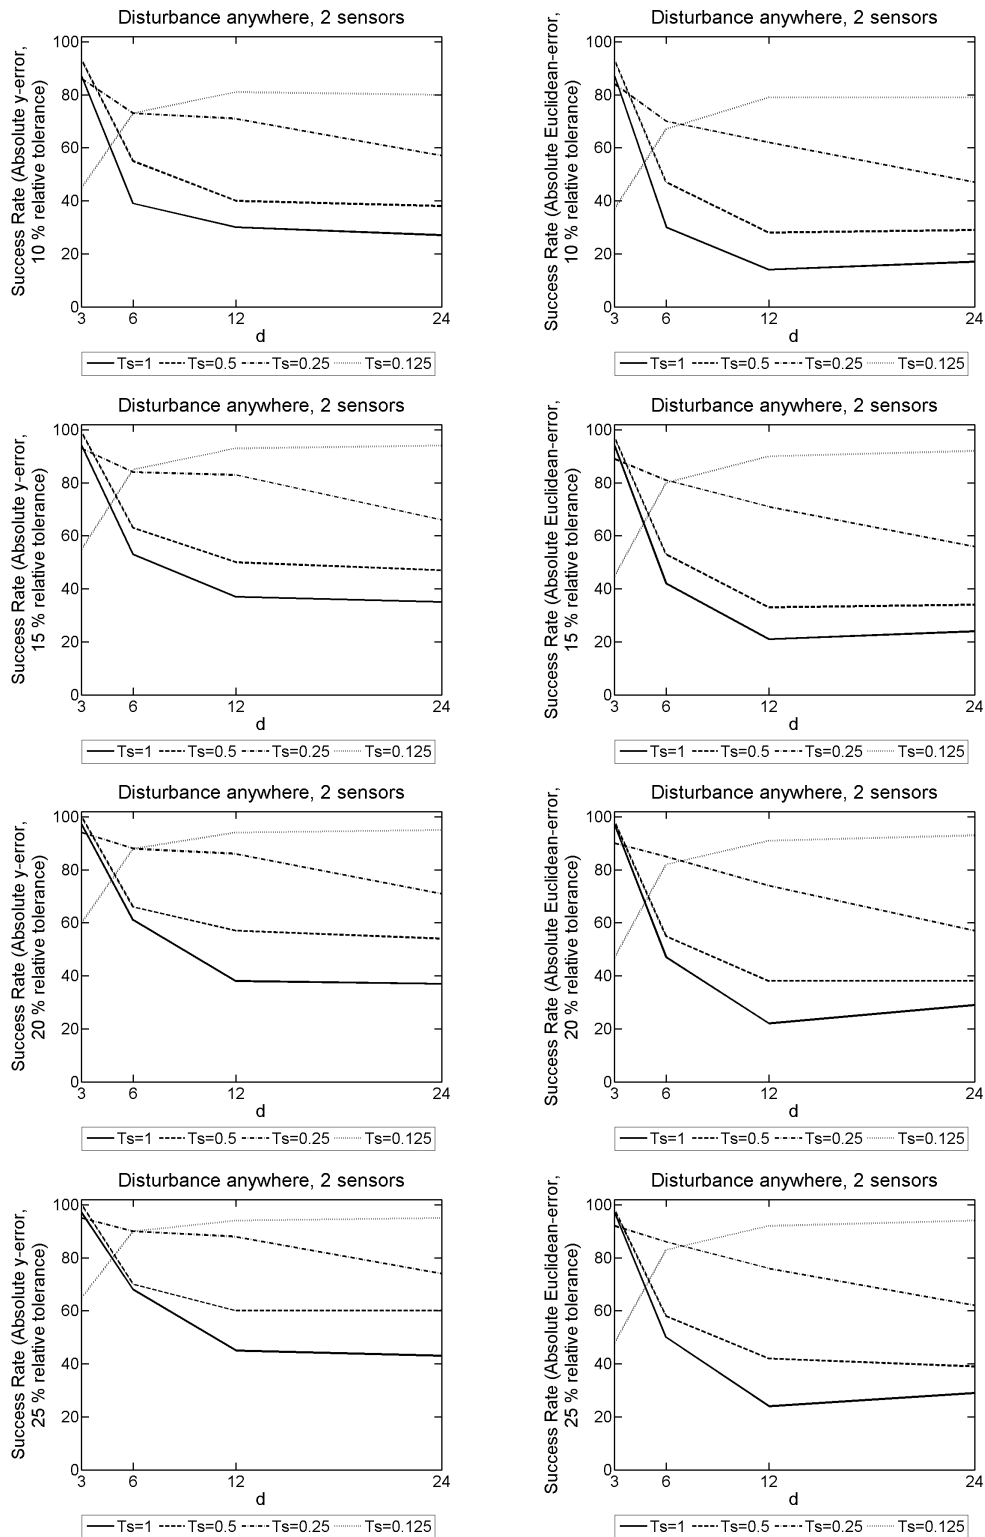 Disturbance anywhere, 2 sensors
Success Rate (Absolute y-error,
10 % relative tolerance)
100
80
60
40
20
0
3 6 12 24
d
Ts=1 Ts=0.5 Ts=0.25 Ts=0.125
Disturbance anywhere, 2 sensors
Success Rate (Absolute Euclidean-error,
10 % relative tolerance)
100
80
60
40
20
0
3 6 12 24
d
Ts=1 Ts=0.5 Ts=0.25 Ts=0.125
Disturbance anywhere, 2 sensors
Success Rate (Absolute y-error,
15 % relative tolerance)
100
80
60
40
20
0
3 6 12 24
d
Ts=1 Ts=0.5 Ts=0.25 Ts=0.125
Disturbance anywhere, 2 sensors
Success Rate (Absolute Euclidean-error,
15 % relative tolerance)
100
80
60
40
20
0
3 6 12 24
d
Ts=1 Ts=0.5 Ts=0.25 Ts=0.125
Disturbance anywhere, 2 sensors
Success Rate (Absolute y-error,
20 % relative tolerance)
100
80
60
40
20
0
3 6 12 24
d
Ts=1 Ts=0.5 Ts=0.25 Ts=0.125
Disturbance anywhere, 2 sensors
Success Rate (Absolute Euclidean-error,
20 % relative tolerance)
100
80
60
40
20
0
3 6 12 24
d
Ts=1 Ts=0.5 Ts=0.25 Ts=0.125
Disturbance anywhere, 2 sensors
Success Rate (Absolute y-error,
25 % relative tolerance)
100
80
60
40
20
0
3 6 12 24
d
Ts=1 Ts=0.5 Ts=0.25 Ts=0.125
Disturbance anywhere, 2 sensors
Success Rate (Absolute Euclidean-error,
25 % relative tolerance)
100
80
60
40
20
0
3 6 12 24
d
Ts=1 Ts=0.5 Ts=0.25 Ts=0.125